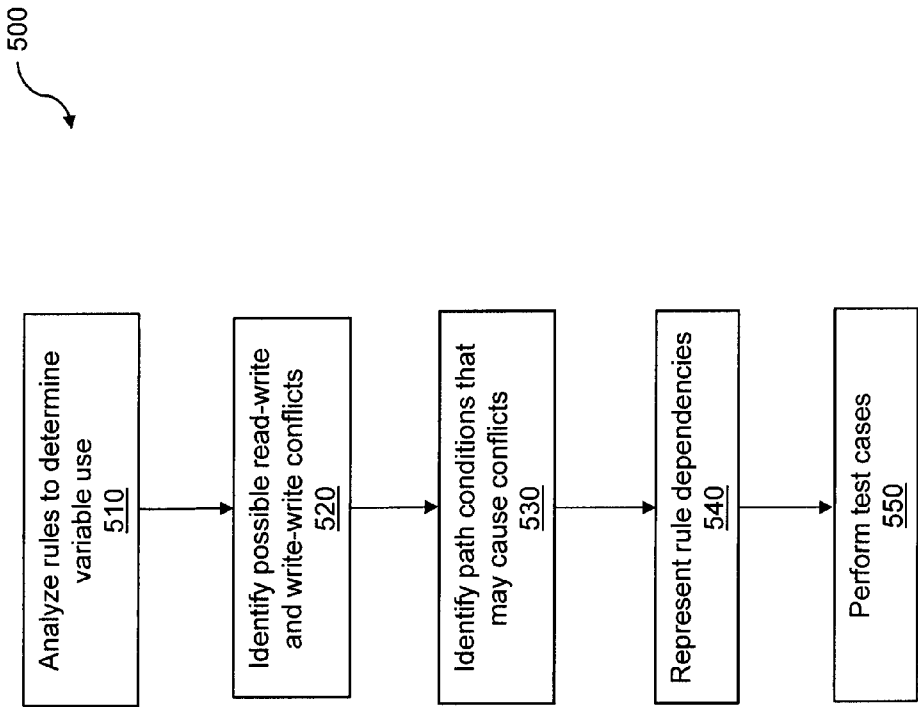 500
Analyze rules to determine
variable use
510
Identify possible read-write
and write-write conflicts
520
Identify path conditions that
may cause conflicts
530
Represent rule dependencies
540
Perform test cases
550